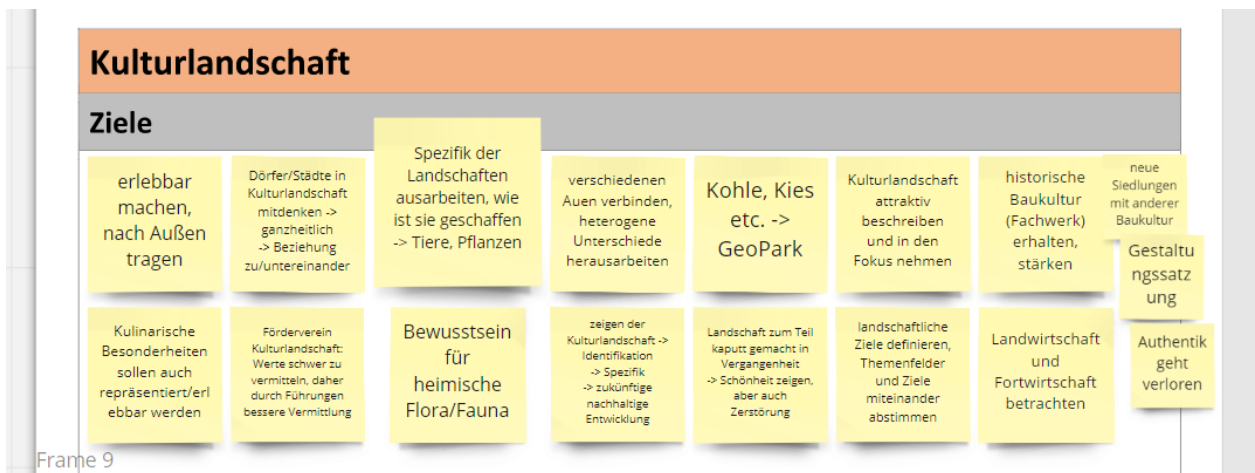 Kulturlandschaft
Ziele
erlebbar
machen,
nach Außen
tragen
Dörfer/Städte in
Kulturlandschaft
mitdenken ->
ganzheitlich
-> Beziehung
zu/untereinander
Spezifik der
Landschaften
ausarbeiten, wie
ist sie geschaffen
-> Tiere, Pflanzen
verschiedenen
Auen verbinden,
heterogene
Unterschiede
herausarbeiten
Kohle, Kies
etc. ->
GeoPark
Kulturlandschaft
attraktiv
beschreiben
und in den
Fokus nehmen
historische
Baukultur
(Fachwerk)
erhalten,
stärken
neue
Siedlungen
mit anderer
Baukultur
Gestaltu
ngssatz
ung
Kulinarische
Besonderheiten
sollen auch
repräsentiert/erl
ebbar werden
Förderverein
Kulturlandschaft:
Werte schwer zu
vermitteln, daher
durch Führungen
bessere Vermittlung
Bewusstsein
für
heimische
Flora/Fauna
zeigen der
Kulturlandschaft ->
Identifikation
-> Spezifik
-> zukünftige
nachhaltige
Entwicklung
Landschaft zum Teil
kaputt gemacht in
Vergangenheit
-> Schönheit zeigen,
aber auch
Zerstörung
landschaftliche
Ziele definieren,
Themenfelder
und Ziele
miteinander
abstimmen
Landwirtschaft
und
Fortwirtschaft
betrachten
Authentik
geht
verloren
Frame 9